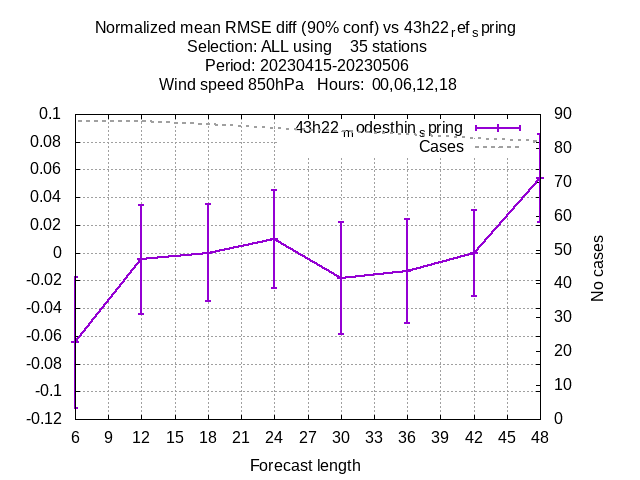 Normalized mean RMSE diff (90% conf) vs 43h22ref spring
Selection: ALL using 35 stations
Period: 20230415-20230506
Wind speed 850hPa Hours: 00,06,12,18
0.1 90
43h22modesthinspring
0.08 80
Cases
0.06 70
0.04
0.02 60
0 50
-0.02 40
-0.04 30
-0.06 20
-0.08
-0.1 10
-0.12 0
No cases
6 9 12 15 18 21 24 27 30 33 36 39 42 45 48
Forecast length